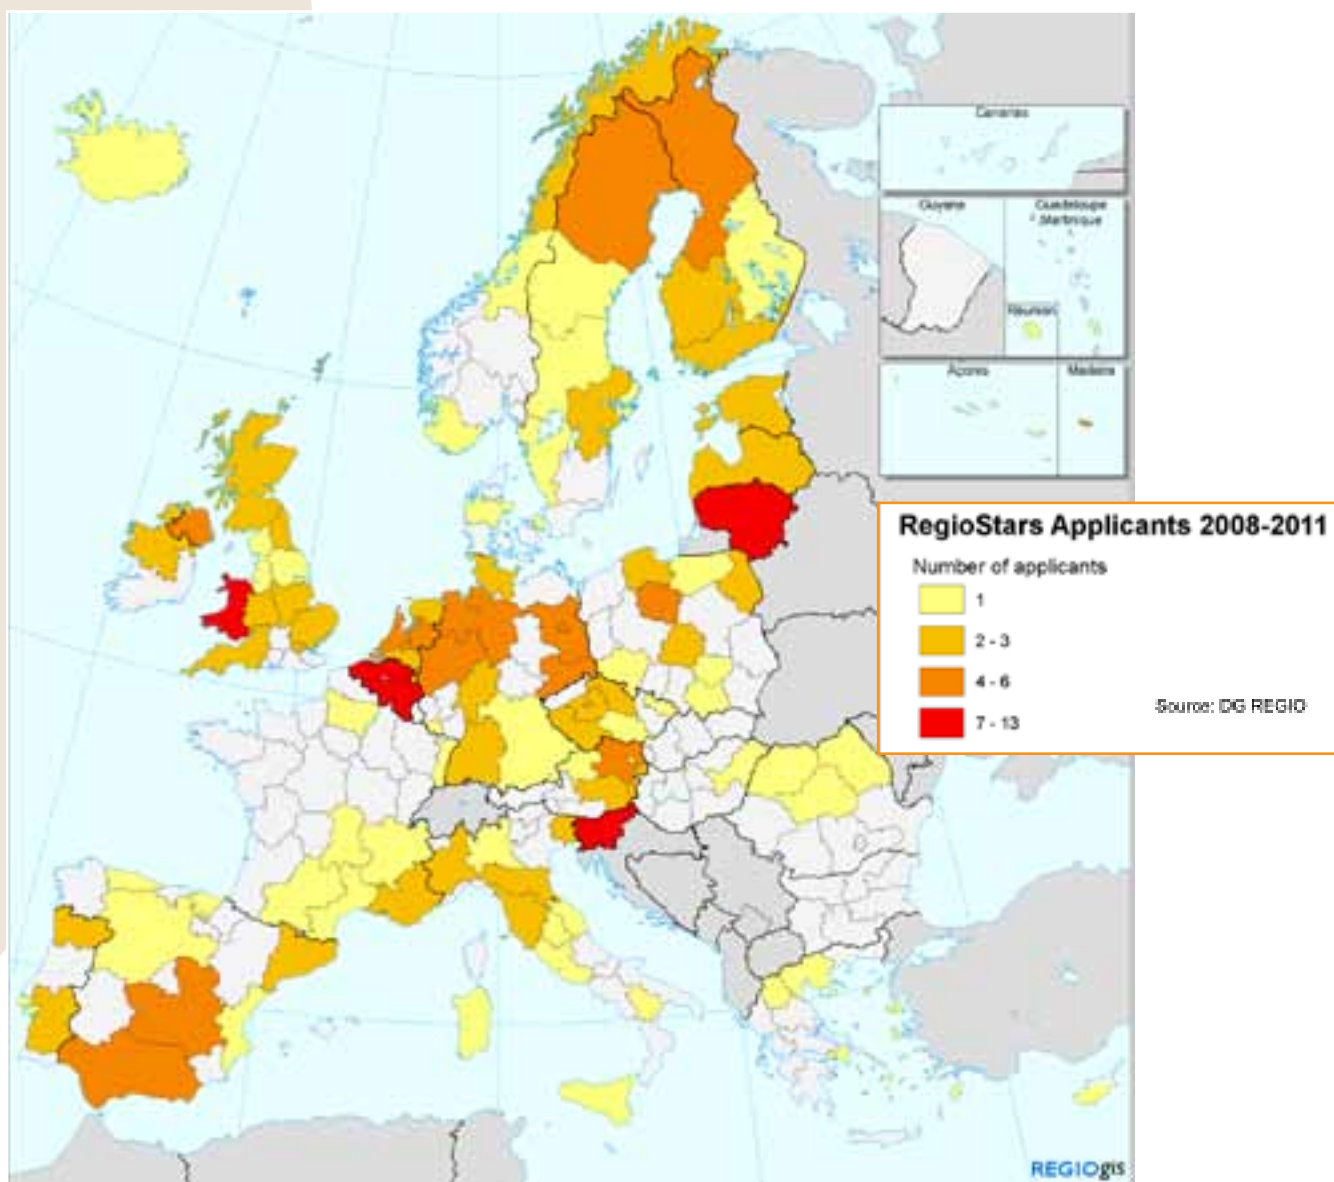 Canarias
Guyane
Guadeloupe
Martinique
Réunion
Açores
Madeira
RegioStars Applicants 2008-2011
Number of applicants
1
2 - 3
4 - 6
7 - 13
Source: DG REGIO
REGIOgis